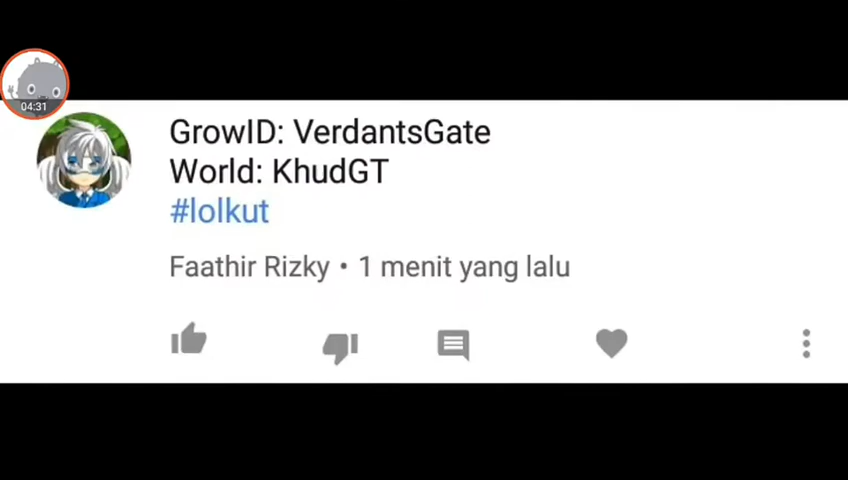 04:31
GrowID: VerdantsGate
World: KhudGT
#lolkut
Faathir Rizky • 1 menit yang lalu